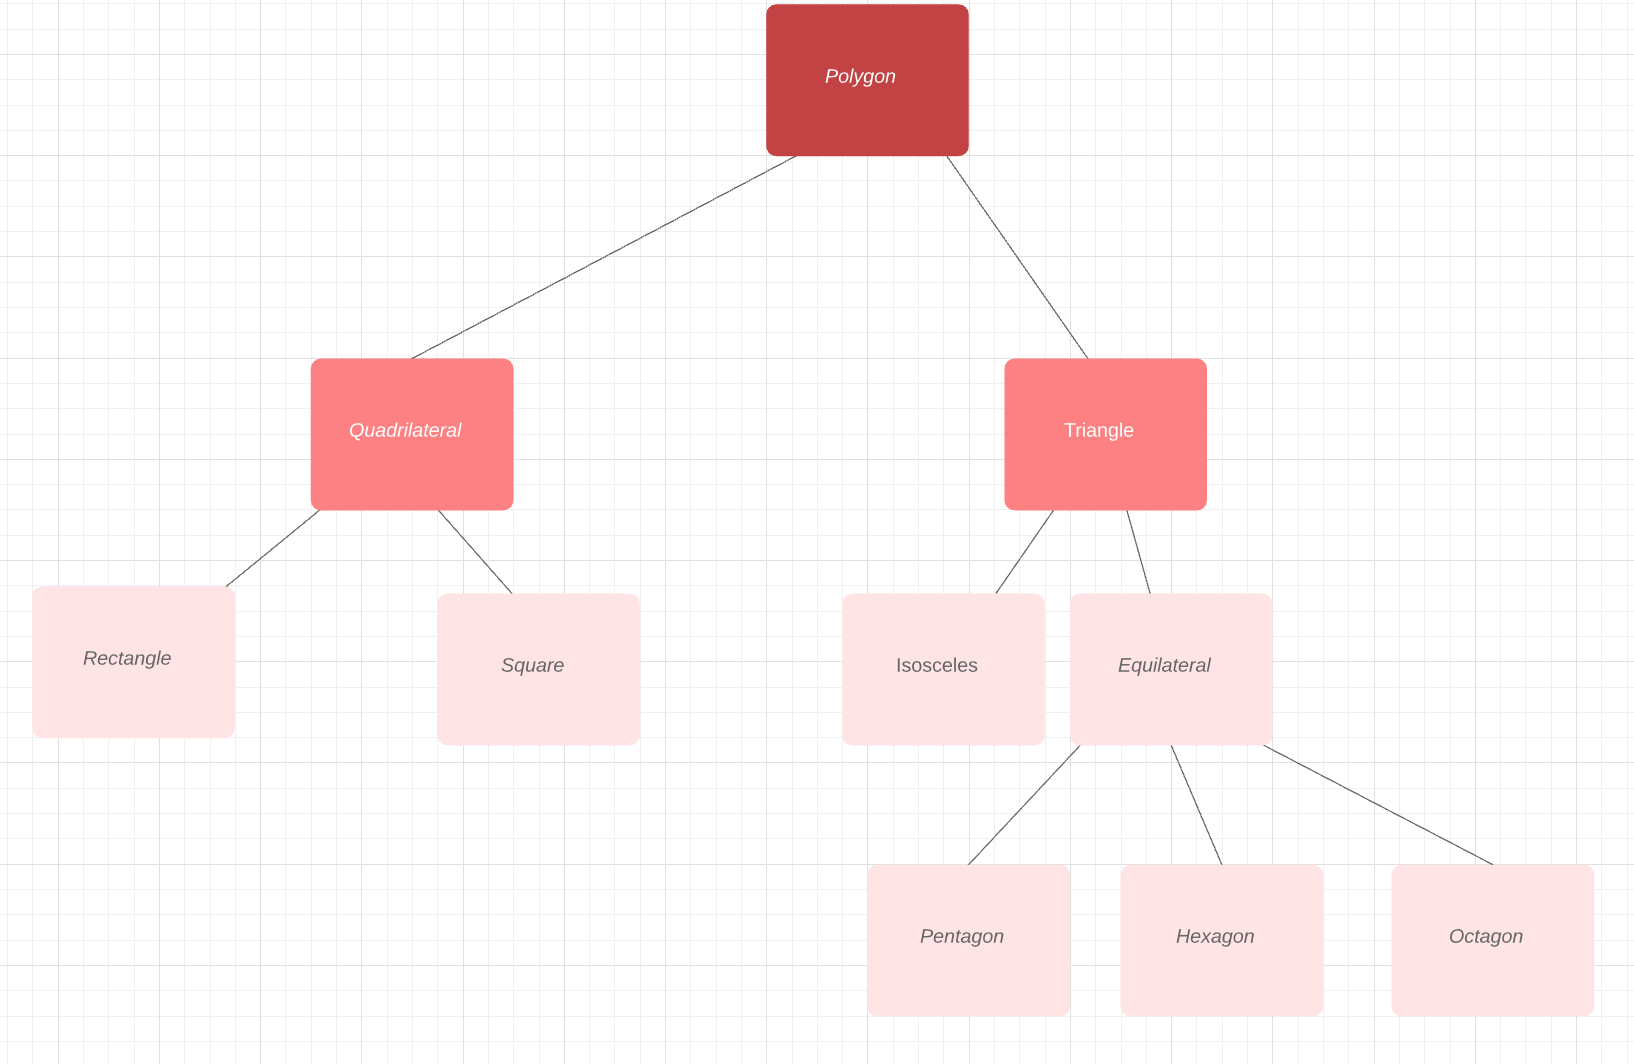 Polygon
Quadrilateral
Triangle
Rectangle
Square
Isosceles
Equilateral
Pentagon
Hexagon
Octagon